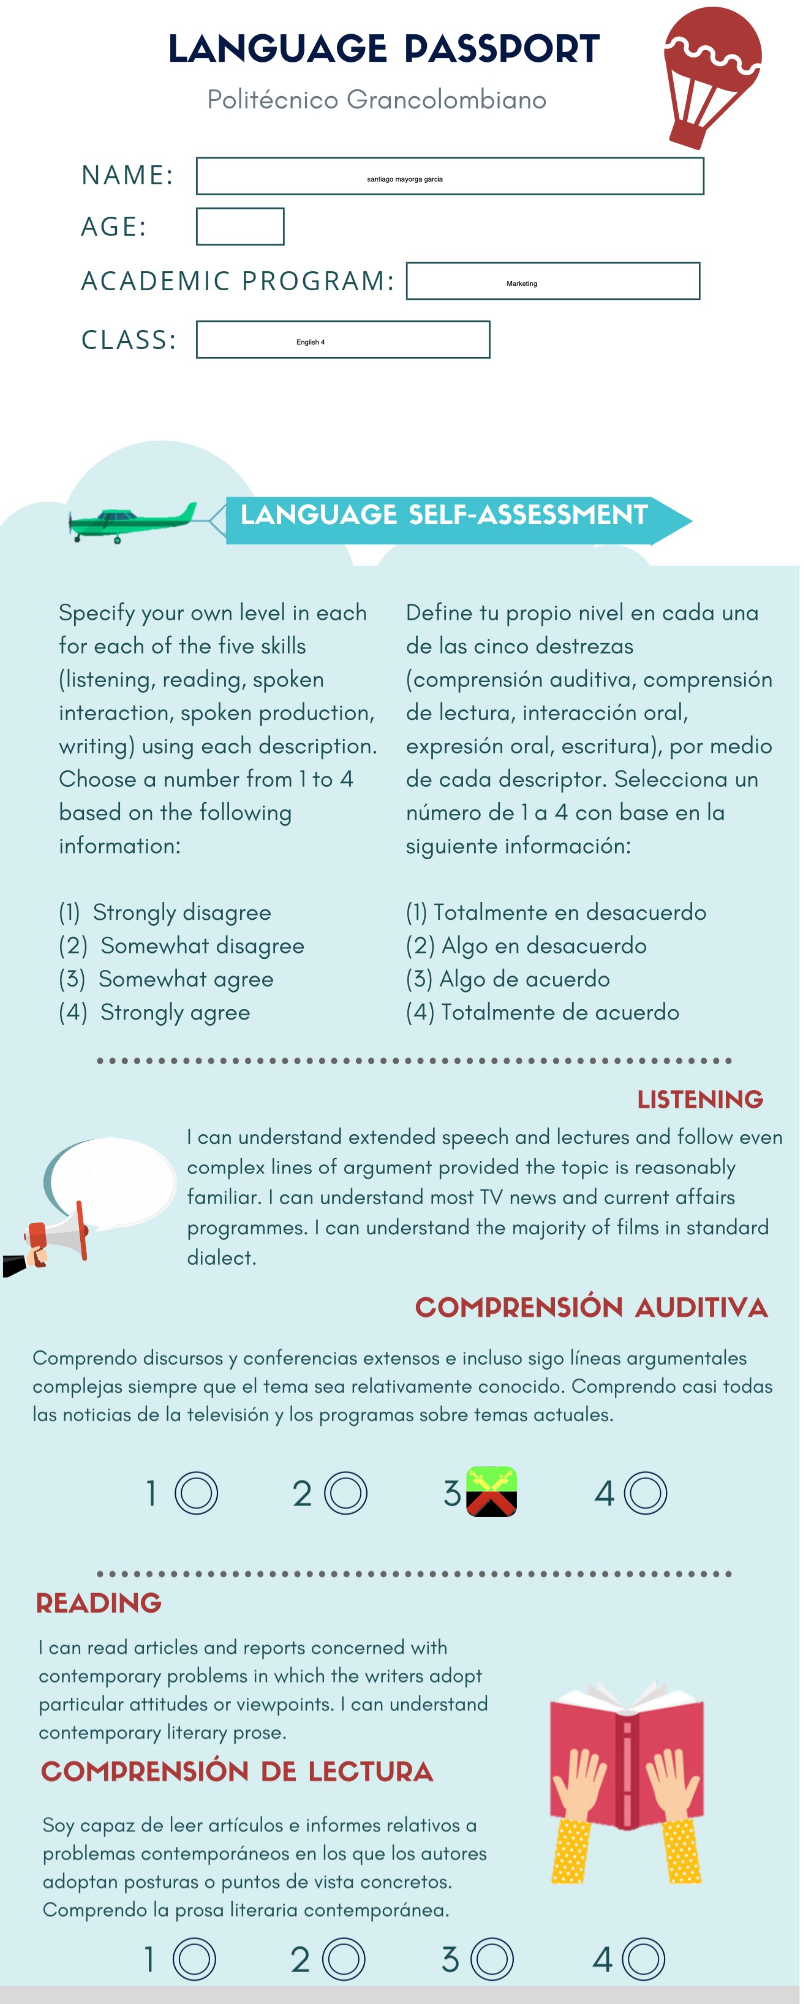 LANGUAGE PASSPORT
Politécnico Grancolombiano
NAME: santiago mayorga garcia
AGE:
ACADEMIC PROGRAM: Marketing
CLASS: English 4
LANGUAGE SELF-ASSESSMENT
Specify your own level in each
for each of the five skills
(listening, reading, spoken
interaction, spoken production,
writing) using each description.
Choose a number from 1 to 4
based on the following
information:
(1) Strongly disagree
(2) Somewhat disagree
(3) Somewhat agree
(4) Strongly agree
Define tu propio nivel en cada una
de las cinco destrezas
(comprensión auditiva, comprensión
de lectura, interacción oral,
expresión oral, escritura), por medio
de cada descriptor. Selecciona un
número de 1 a 4 con base en la
siguiente información:
(1) Totalmente en desacuerdo
(2) Algo en desacuerdo
(3) Algo de acuerdo
(4) Totalmente de acuerdo
LISTENING
I can understand extended speech and lectures and follow even
complex lines of argument provided the topic is reasonably
familiar. I can understand most TV news and current affairs
programmes. I can understand the majority of films in standard
dialect.
COMPRENSIÓN AUDITIVA
Comprendo discursos y conferencias extensos e incluso sigo líneas argumentales
complejas siempre que el tema sea relativamente conocido. Comprendo casi todas
las noticias de la televisión y los programas sobre temas actuales.
1 2 3 4
READING
I can read articles and reports concerned with
contemporary problems in which the writers adopt
particular attitudes or viewpoints. I can understand
contemporary literary prose.
COMPRENSIÓN DE LECTURA
Soy capaz de leer artículos e informes relativos a
problemas contemporáneos en los que los autores
adoptan posturas o puntos de vista concretos.
Comprendo la prosa literaria contemporánea.
1 2 3 4